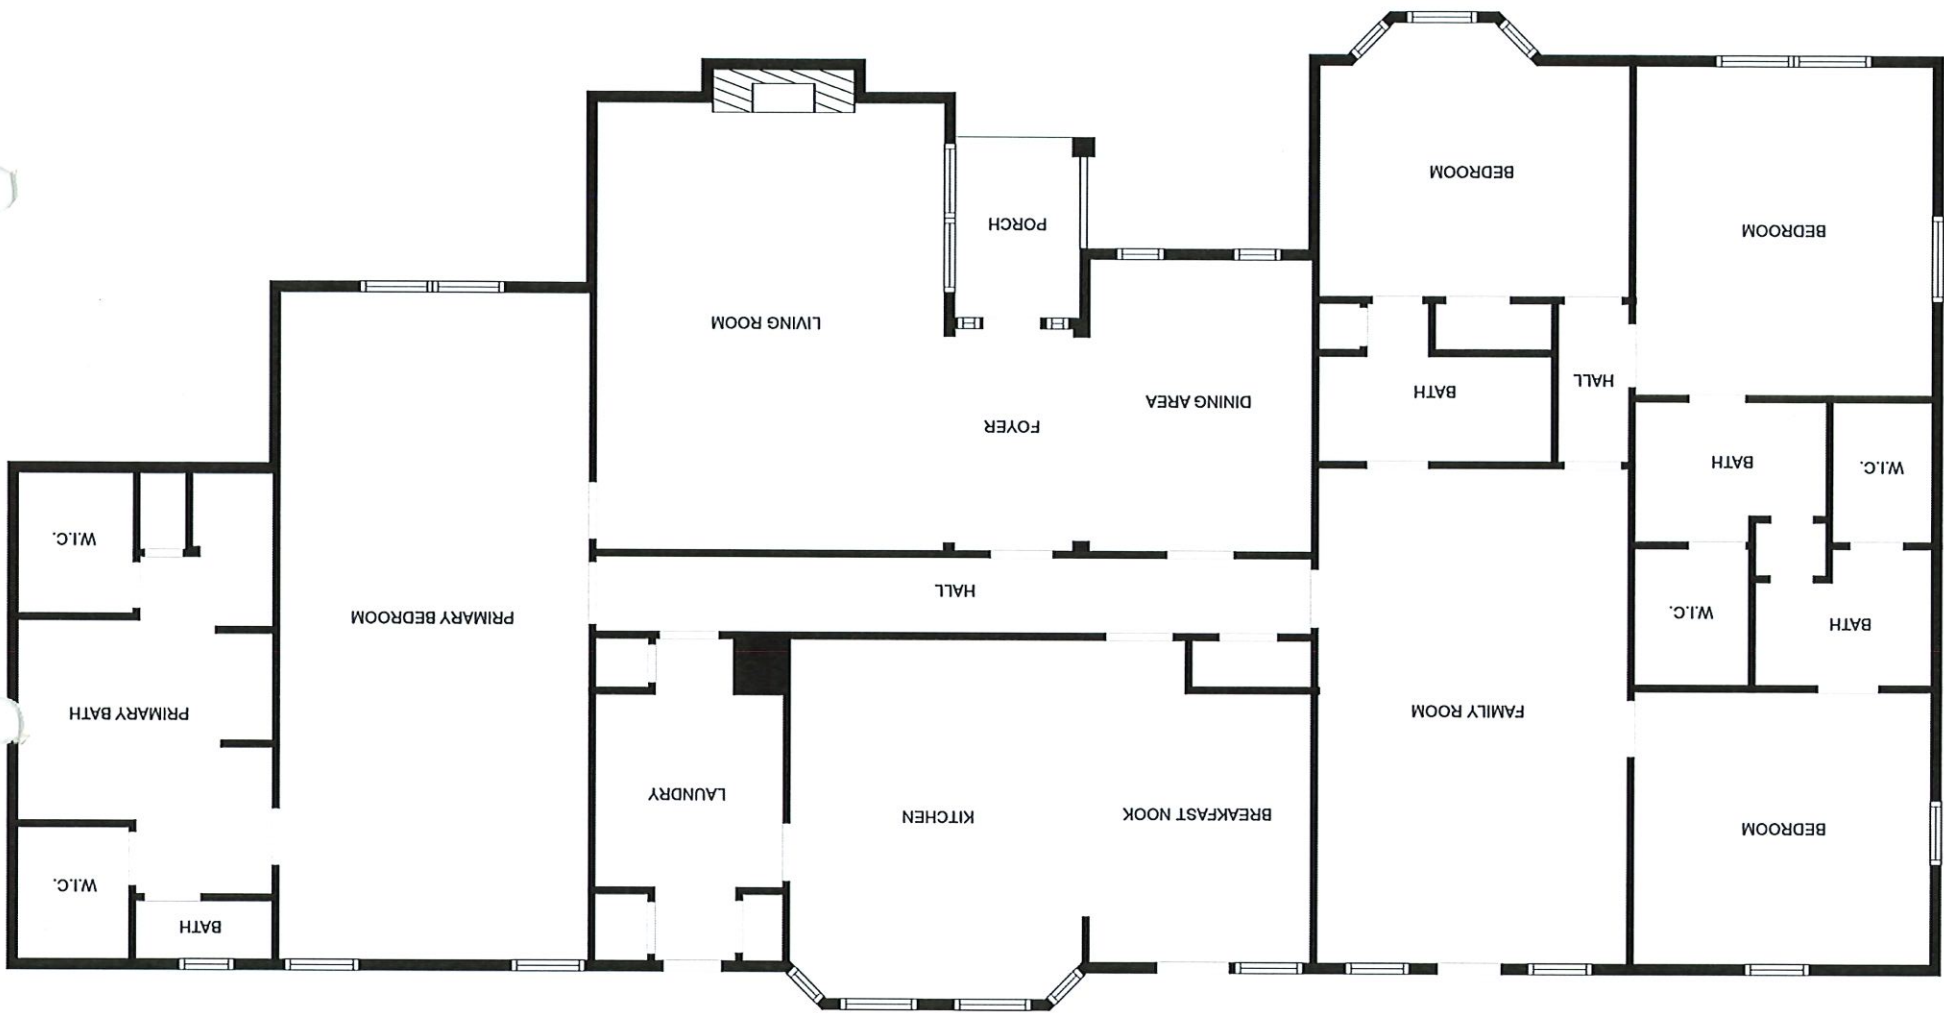 BATH
W.I.C.
BEDROOM
BREAKFAST NOOK
KITCHEN
LAUNDRY
FAMILY ROOM
PRIMARY BATH
BATH
W.I.C.
PRIMARY BEDROOM
HALL
W.I.C.
W.I.C.
BATH
FOYER
DINING AREA
HALL
BATH
LIVING ROOM
BEDROOM
PORCH
BEDROOM